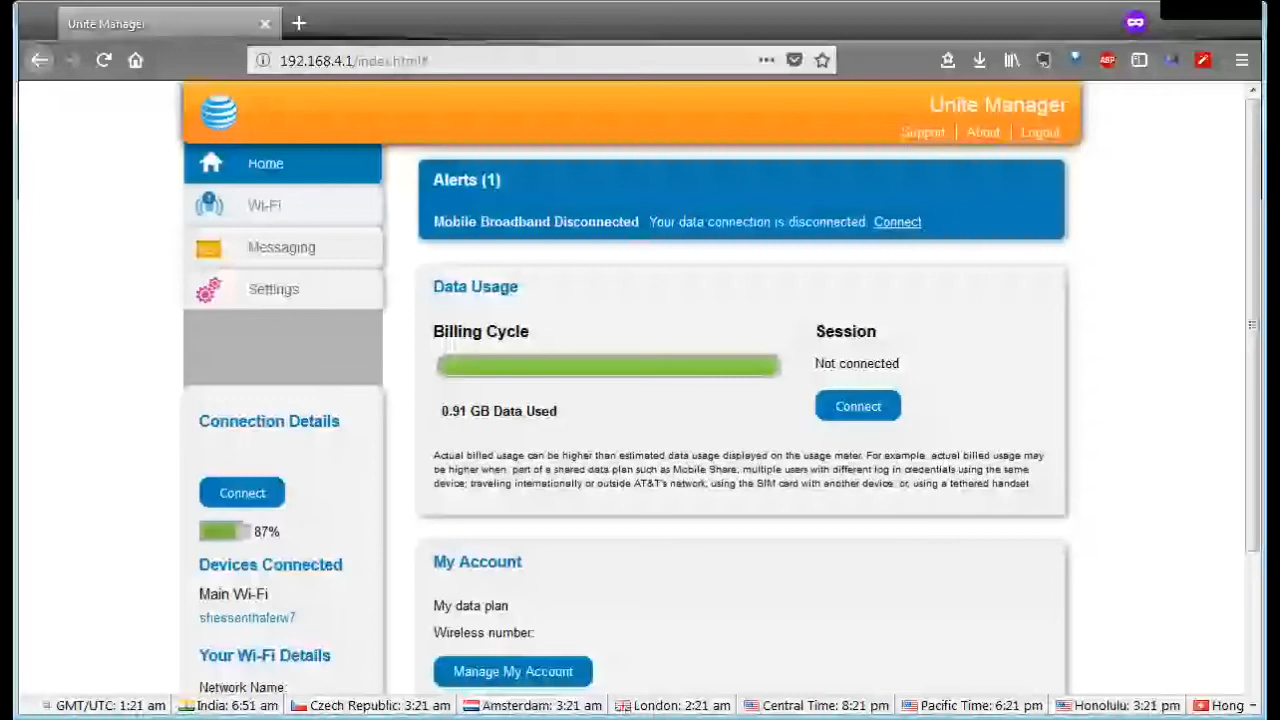 Unite Manager
192.168.4.1/index.html#
ABP
Unite Manager
Support | About | Logout
Home
Wi-Fi
Messaging
Settings
Alerts (1)
Mobile Broadband Disconnected Your data connection is disconnected. Connect
Data Usage
Billing Cycle
Session
Not connected
Connect
0.91 GB Data Used
Actual billed usage can be higher than estimated data usage displayed on the usage meter. For example, actual billed usage may
be higher when: part of a shared data plan such as Mobile Share, multiple users with different log in credentials using the same
device; traveling internationally or outside AT&T's network, using the SIM card with another device; or, using a tethered handset
Connection Details
Connect
87%
Devices Connected
Main Wi-Fi
Your Wi-Fi Details
Network Name:
My Account
My data plan
Wireless number:
Manage My Account
GMT/UTC: 1:21 am India: 6:51 am Czech Republic: 3:21 am Amsterdam: 3:21 am London: 2:21 am Central Time: 8:21 pm Pacific Time: 6:21 pm Honolulu: 3:21 pm Hong